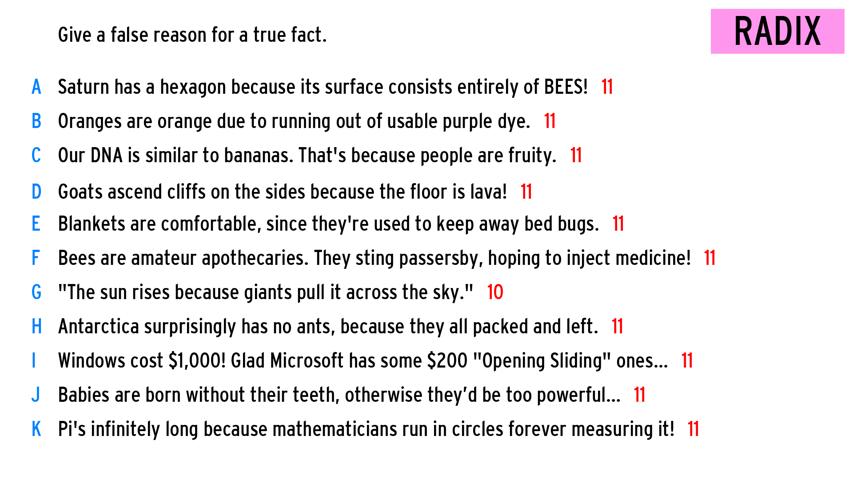 Give a false reason for a true fact.
RADIX
A Saturn has a hexagon because its surface consists entirely of BEES! 11
B Oranges are orange due to running out of usable purple dye. 11
C Our DNA is similar to bananas. That's because people are fruity. 11
D Goats ascend cliffs on the sides because the floor is lava! 11
E Blankets are comfortable, since they're used to keep away bed bugs. 11
F Bees are amateur apothecaries. They sting passersby, hoping to inject medicine! 11
G "The sun rises because giants pull it across the sky." 10
H Antarctica surprisingly has no ants, because they all packed and left. 11
I Windows cost $1,000! Glad Microsoft has some $200 "Opening Sliding" ones... 11
J Babies are born without their teeth, otherwise they’d be too powerful... 11
K Pi's infinitely long because mathematicians run in circles forever measuring it! 11